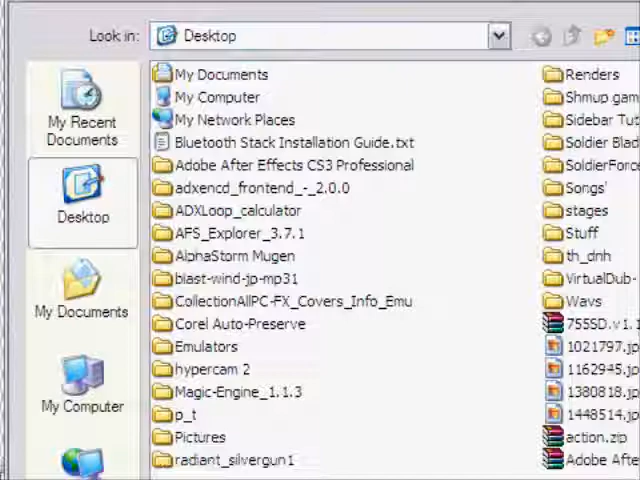 Look in: Desktop
My Recent
Documents
Desktop
My Documents
My Computer
My Documents
My Computer
My Network Places
Bluetooth Stack Installation Guide.txt
Adobe After Effects CS3 Professional
adxencd_frontend_-_2.0.0
ADXLoop_calculator
AFS_Explorer_3.7.1
AlphaStorm Mugen
blast-wind-jp-mp31
CollectionAllPC-FX_Covers_Info_Emu
Corel Auto-Preserve
Emulators
hypercam 2
Magic-Engine_1.1.3
p_t
Pictures
radiant_silvergun1
Renders
Shmup gam
Sidebar Tut
Soldier Blad
SoldierForce
Songs'
stages
Stuff
th_dnh
VirtualDub-
Wavs
755SD.v1.1
1021797.jp
1162945.jp
1380818.jp
1448514.jp
action.zip
Adobe Afte